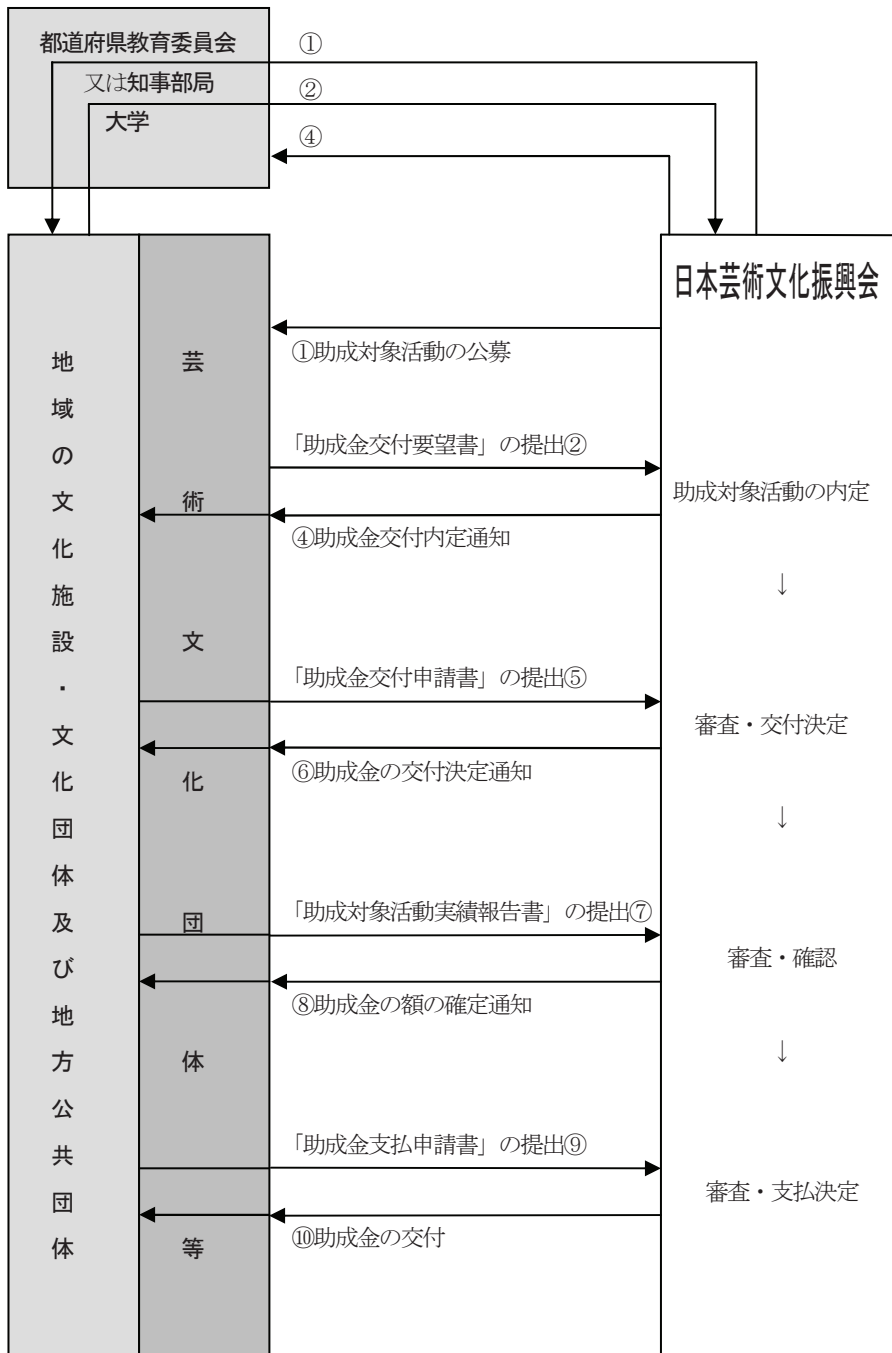 都道府県教育委員会
又は知事部局
大学
①
②
④
日本芸術文化振興会
地域の文化施設・文化団体及び地方公共団体
芸術文化団体等
①助成対象活動の公募
「助成金交付要望書」の提出②
助成対象活動の内定
④助成金交付内定通知
↓
「助成金交付申請書」の提出⑤
審査・交付決定
⑥助成金の交付決定通知
↓
「助成対象活動実績報告書」の提出⑦
審査・確認
⑧助成金の額の確定通知
↓
「助成金支払申請書」の提出⑨
審査・支払決定
⑩助成金の交付